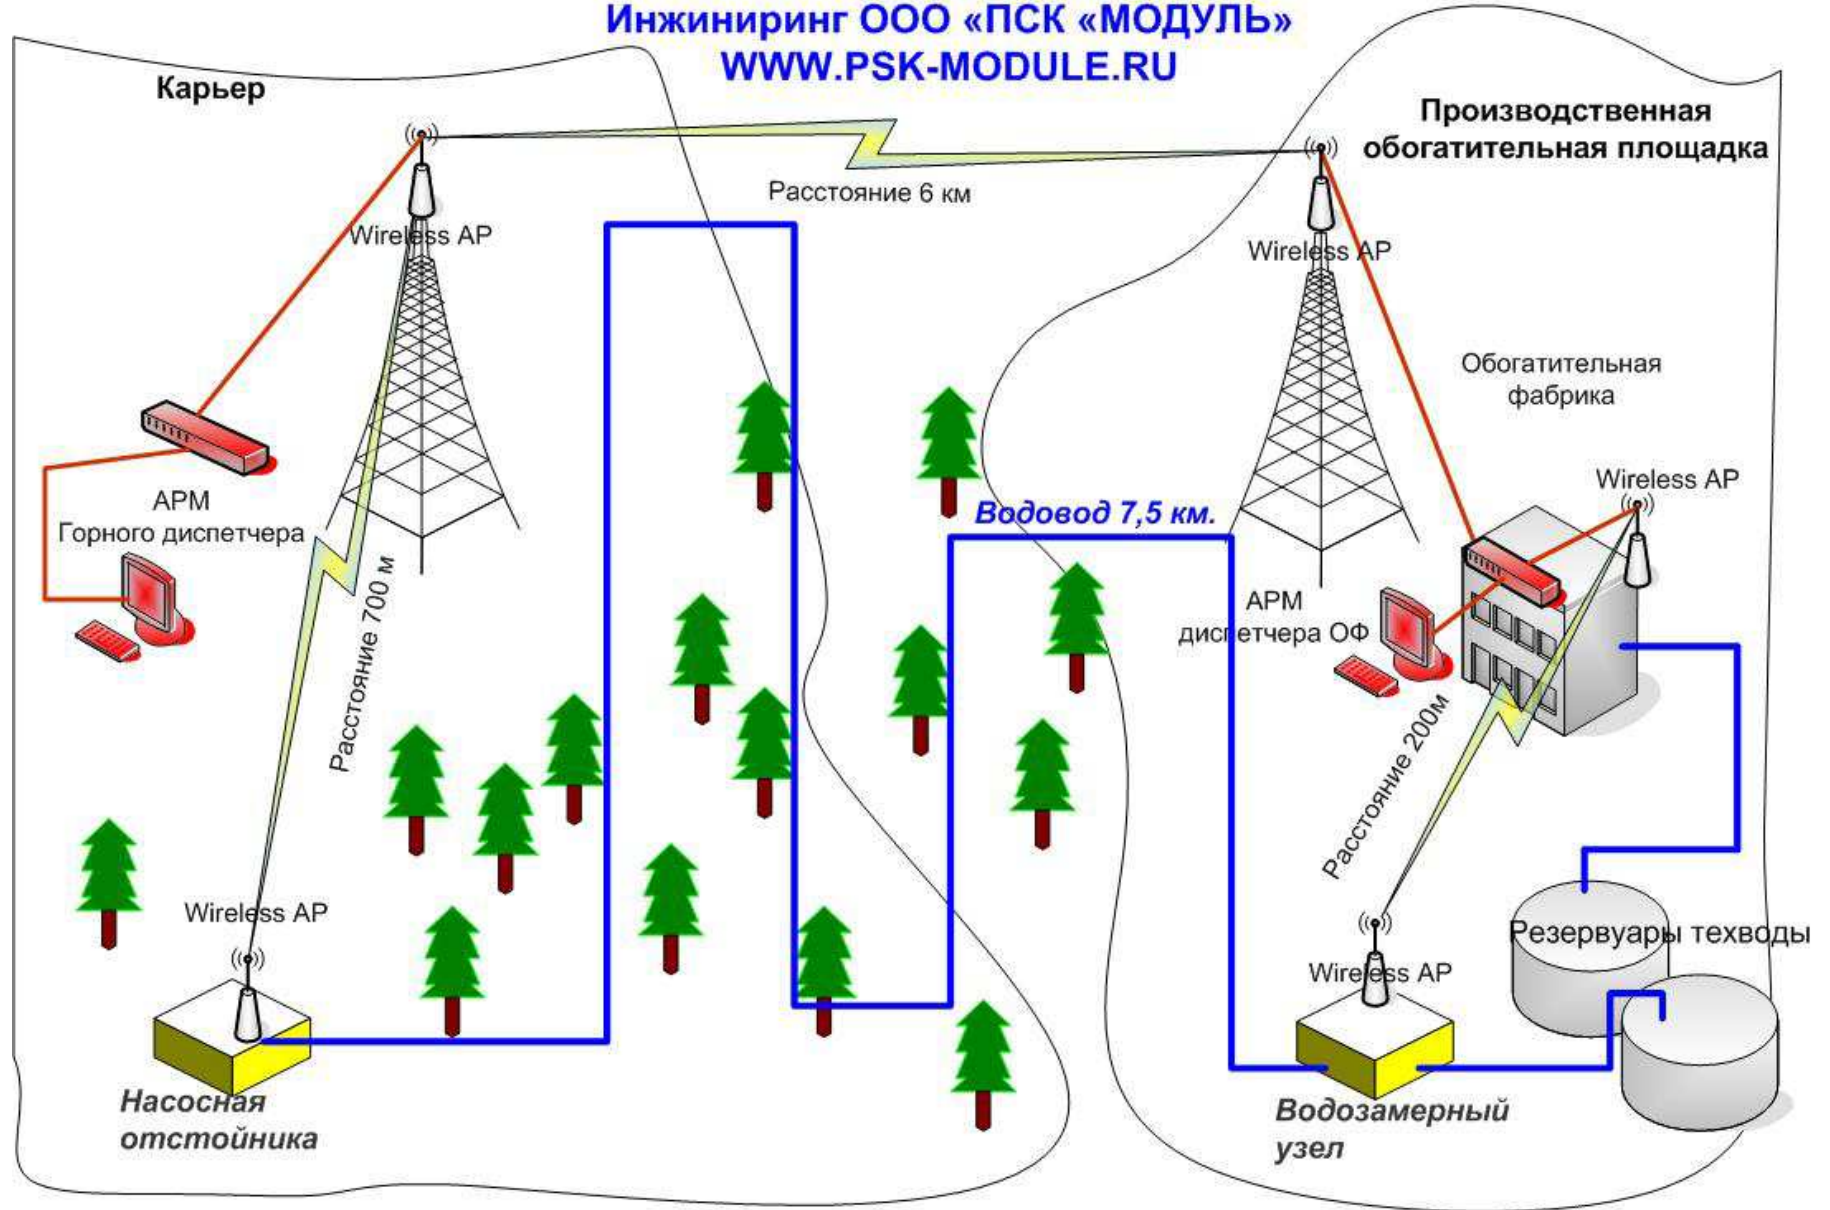 Инжиниринг ООО «ПСК «МОДУЛЬ»
WWW.PSK-MODULE.RU
Карьер
Производственная
обогатительная площадка
Расстояние 6 км
Wireless AP
Wireless AP
Обогатительная
фабрика
Wireless AP
АРМ
Горного диспетчера
Водовод 7,5 км.
Расстояние 700 м
АРМ
диспетчера ОФ
Расстояние 200м
Wireless AP
Резервуары техводы
Wireless AP
Насосная
отстойника
Водозамерный
узел